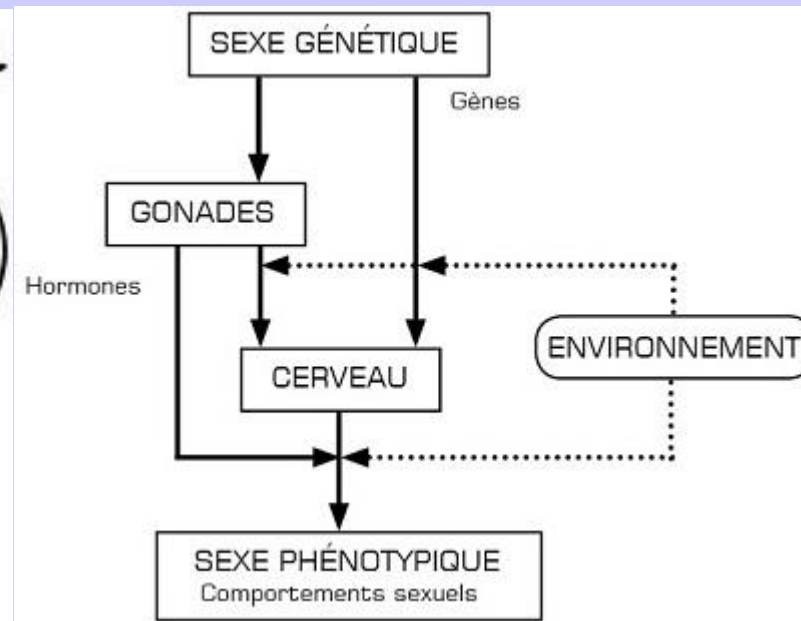 SEXE GÉNÉTIQUE
Gènes
GONADES
Hormones
ENVIRONNEMENT
CERVEAU
SEXE PHÉNOTYPIQUE
Comportements sexuels